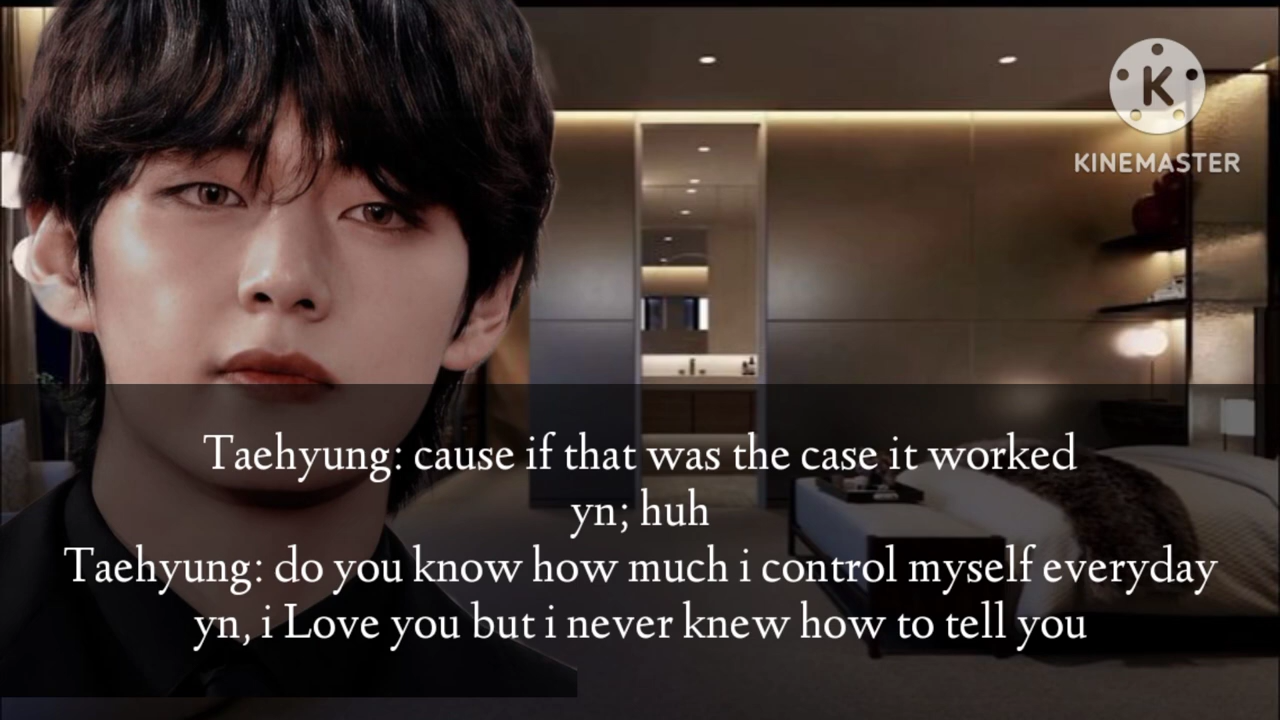 KINEMASTER
Taehyung: cause if that was the case it worked
yn; huh
Taehyung: do you know how much i control myself everyday
yn, i Love you but i never knew how to tell you